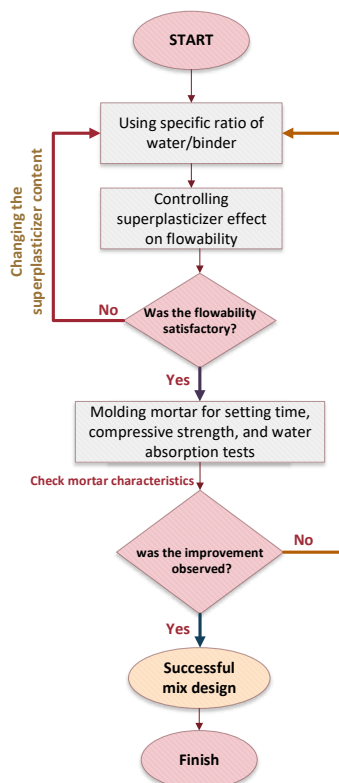 START
Using specific ratio of
water/binder
Controlling
superplasticizer effect
on flowability
Changing the
superplasticizer content
No
Was the flowability
satisfactory?
Yes
Molding mortar for setting time,
compressive strength, and water
absorption tests
Check mortar characteristics
No
was the improvement
observed?
Yes
Successful
mix design
Finish